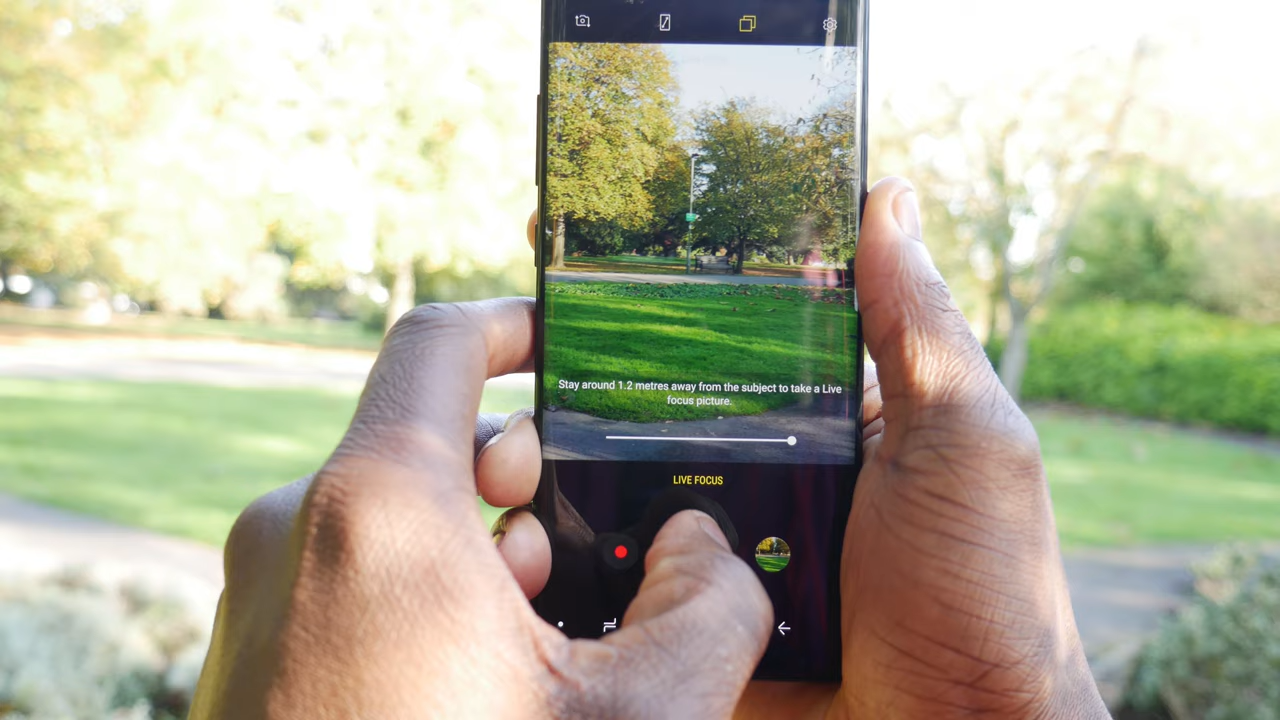 Stay around 1.2 metres away from the subject to take a Live
focus picture.
LIVE FOCUS